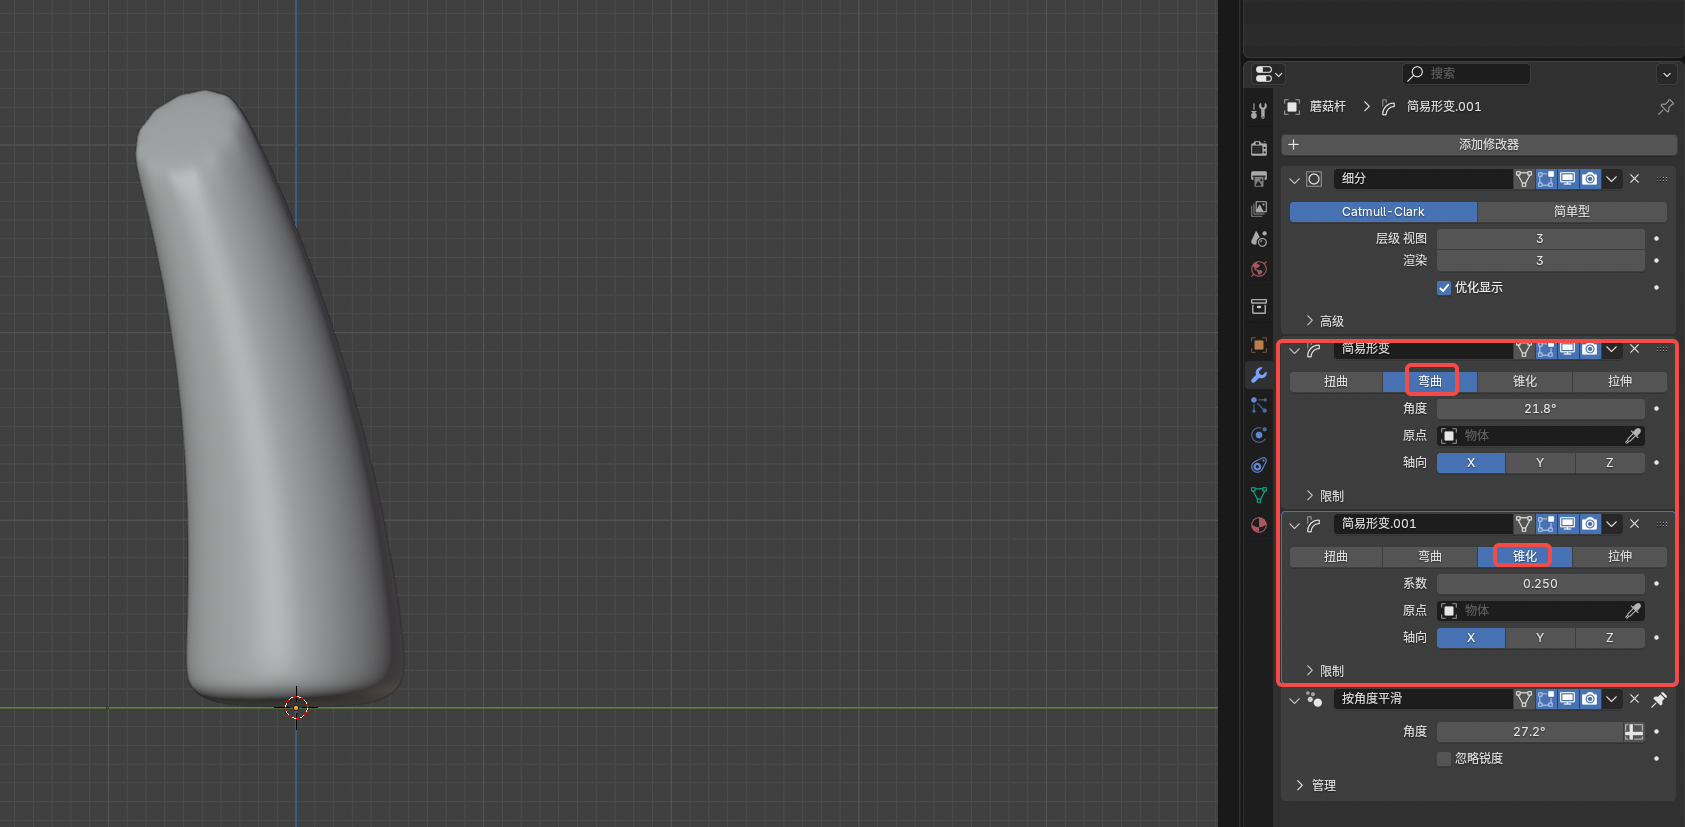 搜索
蘑菇杆 简易形变.001
添加修改器
细分
Catmull-Clark 简单型
层级 视图 3
渲染 3
优化显示
高级
简易形变
扭曲 弯曲 锥化 拉伸
角度 21.8°
原点 物体
轴向 X Y Z
限制
简易形变.001
扭曲 弯曲 锥化 拉伸
系数 0.250
原点 物体
轴向 X Y Z
限制
按角度平滑
角度 27.2°
忽略锐度
管理